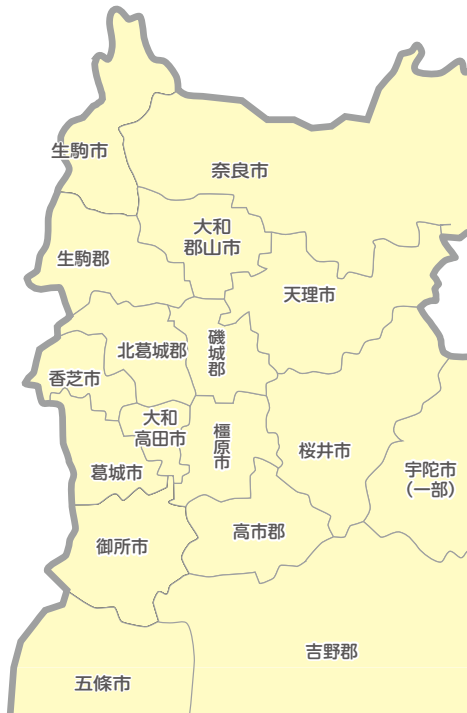 生駒市
奈良市
大和
郡山市
生駒郡
天理市
北葛城郡
磯城郡
香芝市
大和
高田市
橿原市
桜井市
葛城市
宇陀市
(一部)
高市郡
御所市
吉野郡
五條市